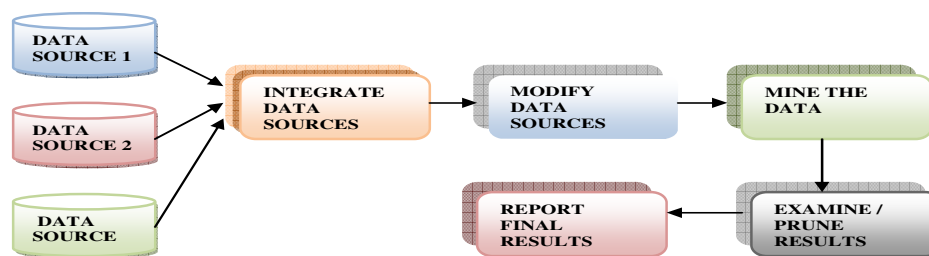 DATA
SOURCE 1
DATA
SOURCE 2
DATA
SOURCE
INTEGRATE
DATA
SOURCES
MODIFY
DATA
SOURCES
MINE THE
DATA
EXAMINE /
PRUNE
RESULTS
REPORT
FINAL
RESULTS